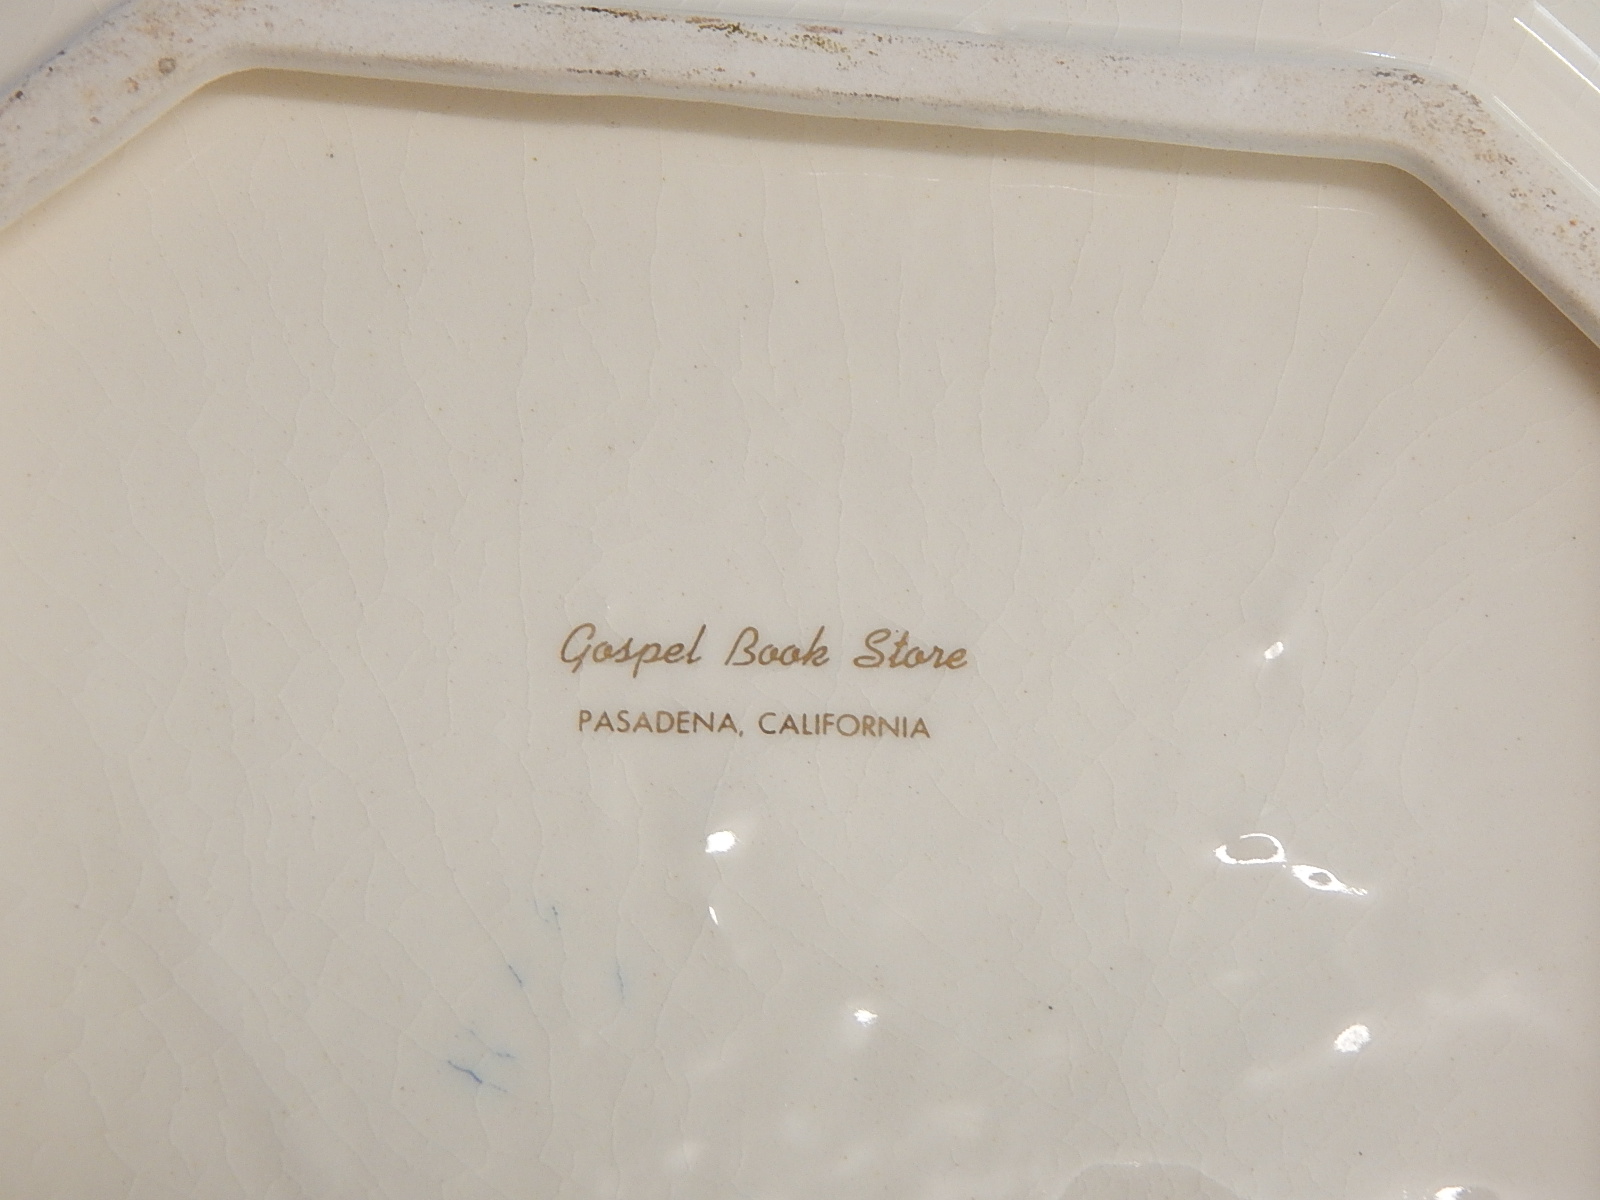 Gospel Book Store
PASADENA, CALIFORNIA